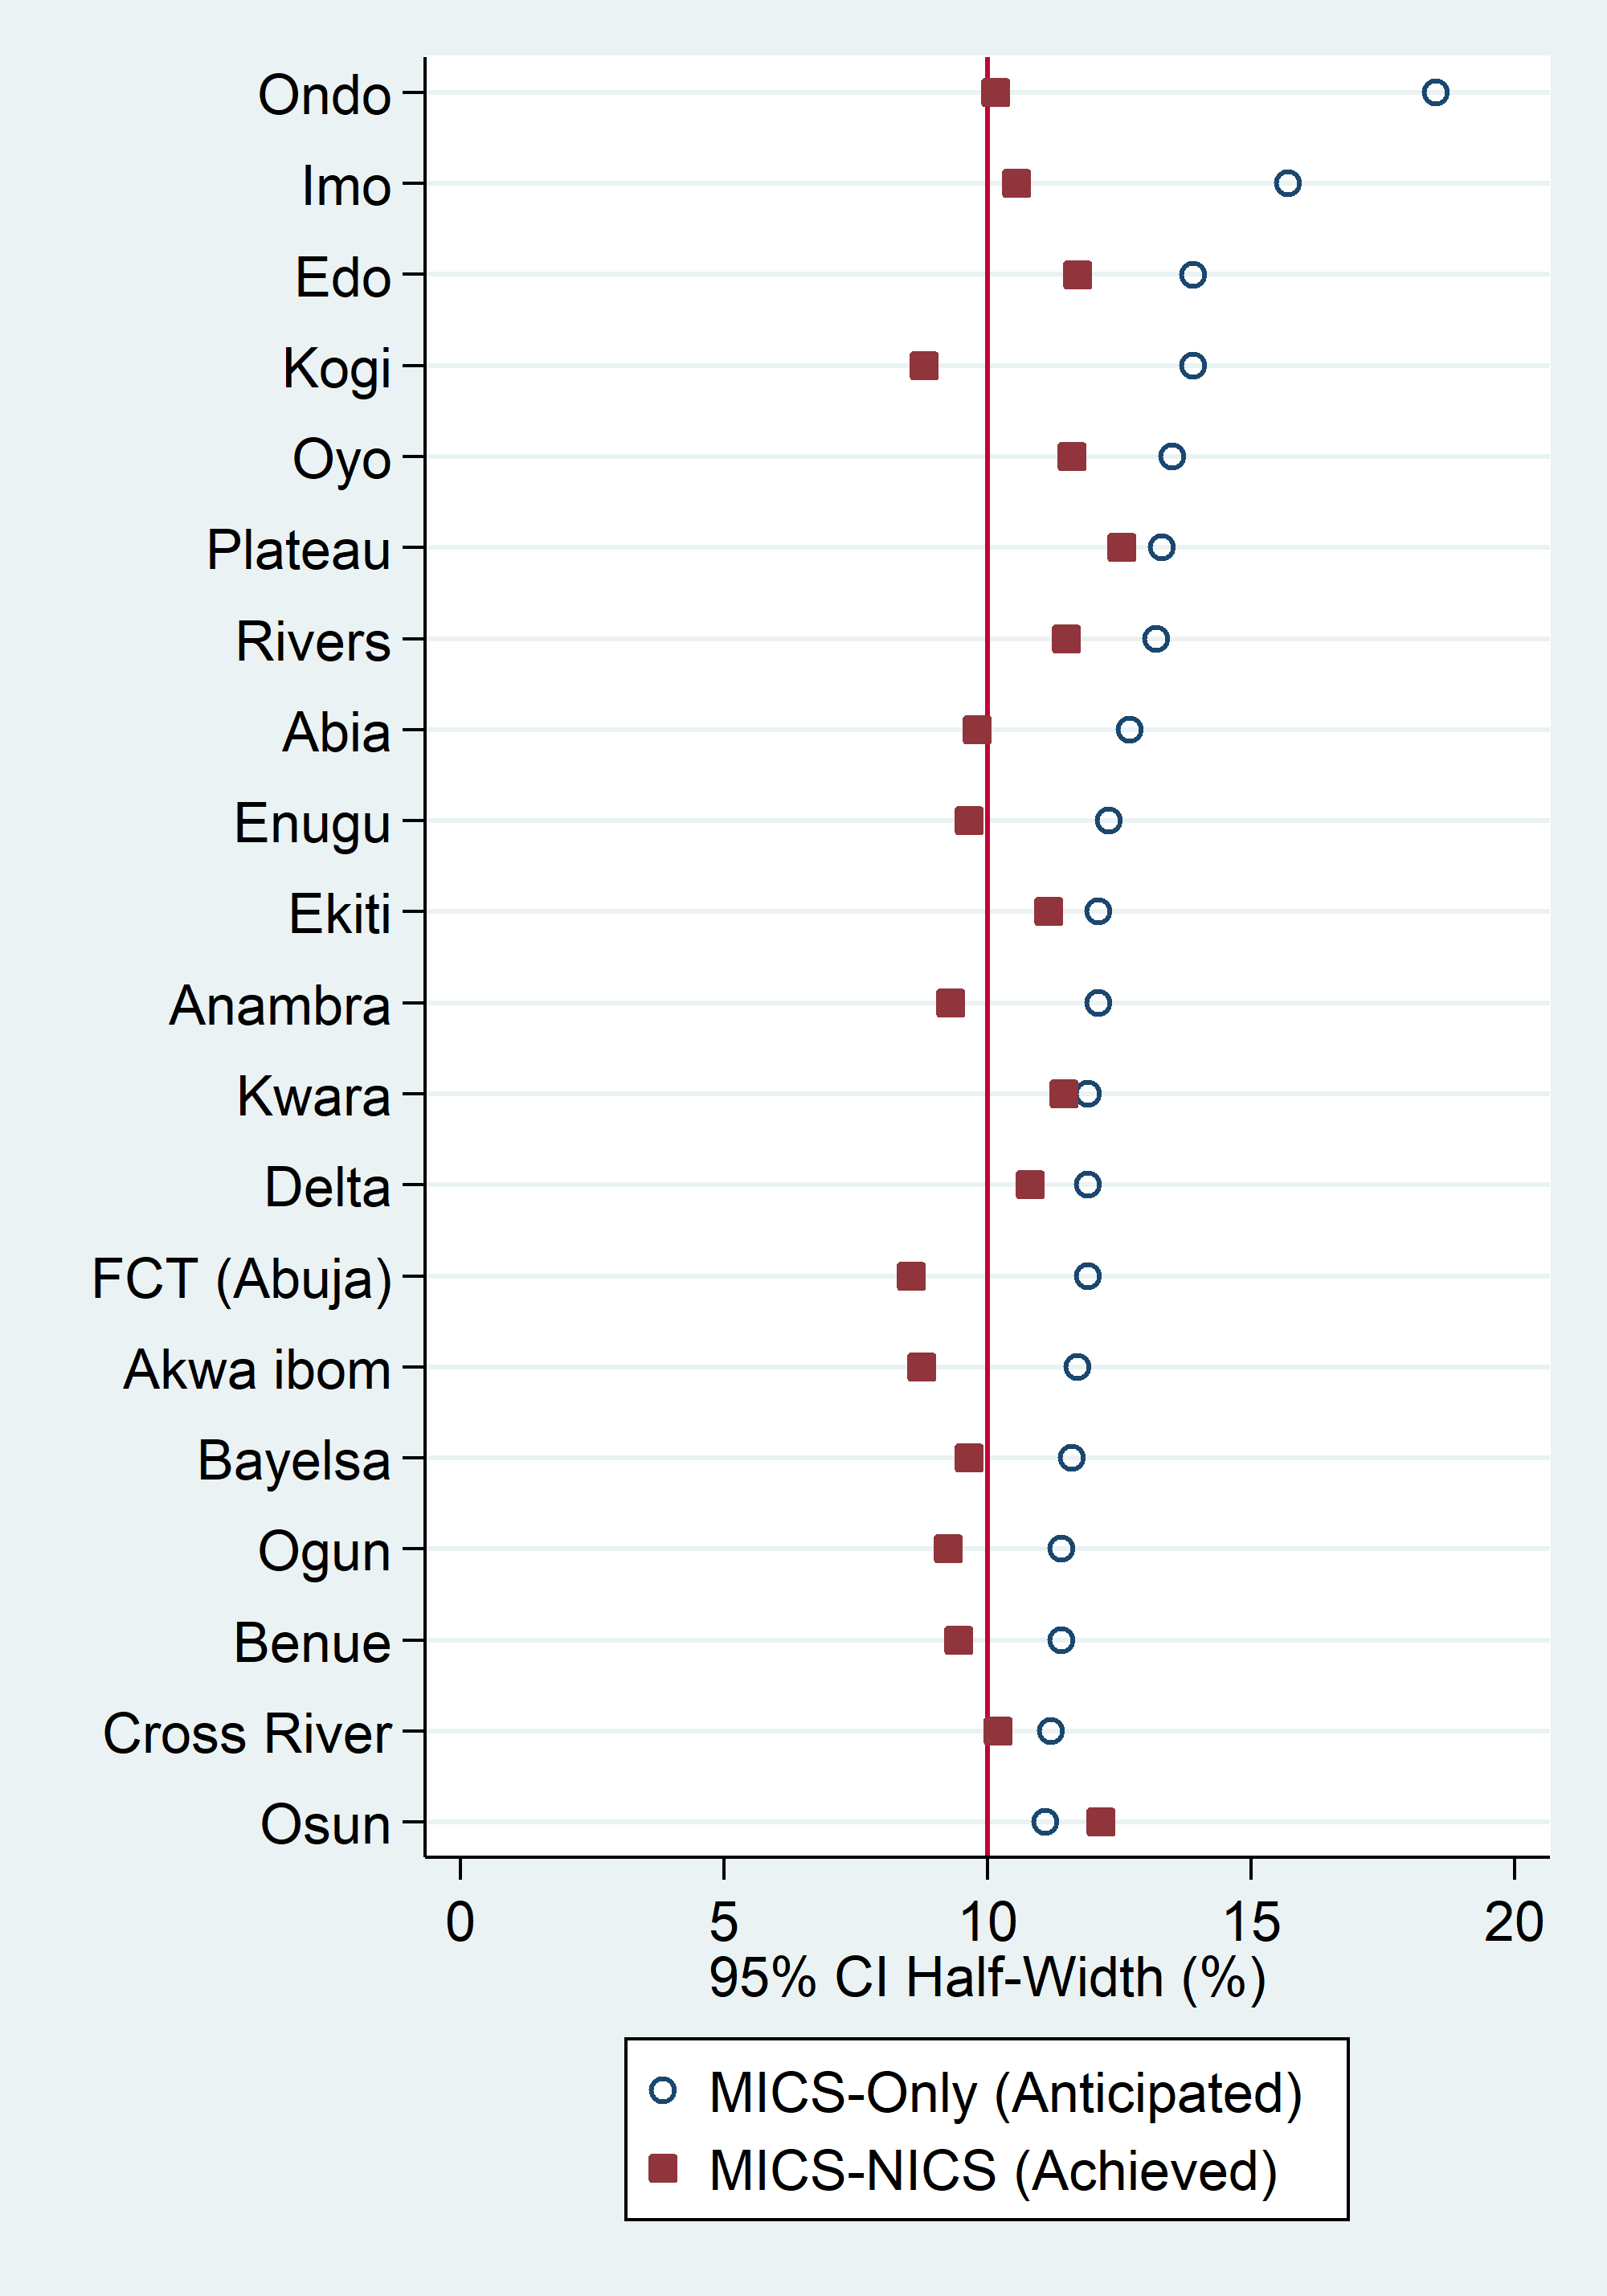 Ondo
Imo
Edo
Kogi
Oyo
Plateau
Rivers
Abia
Enugu
Ekiti
Anambra
Kwara
Delta
FCT (Abuja)
Akwa ibom
Bayelsa
Ogun
Benue
Cross River
Osun
0 5 10 15 20
95% CI Half-Width (%)
MICS-Only (Anticipated)
MICS-NICS (Achieved)